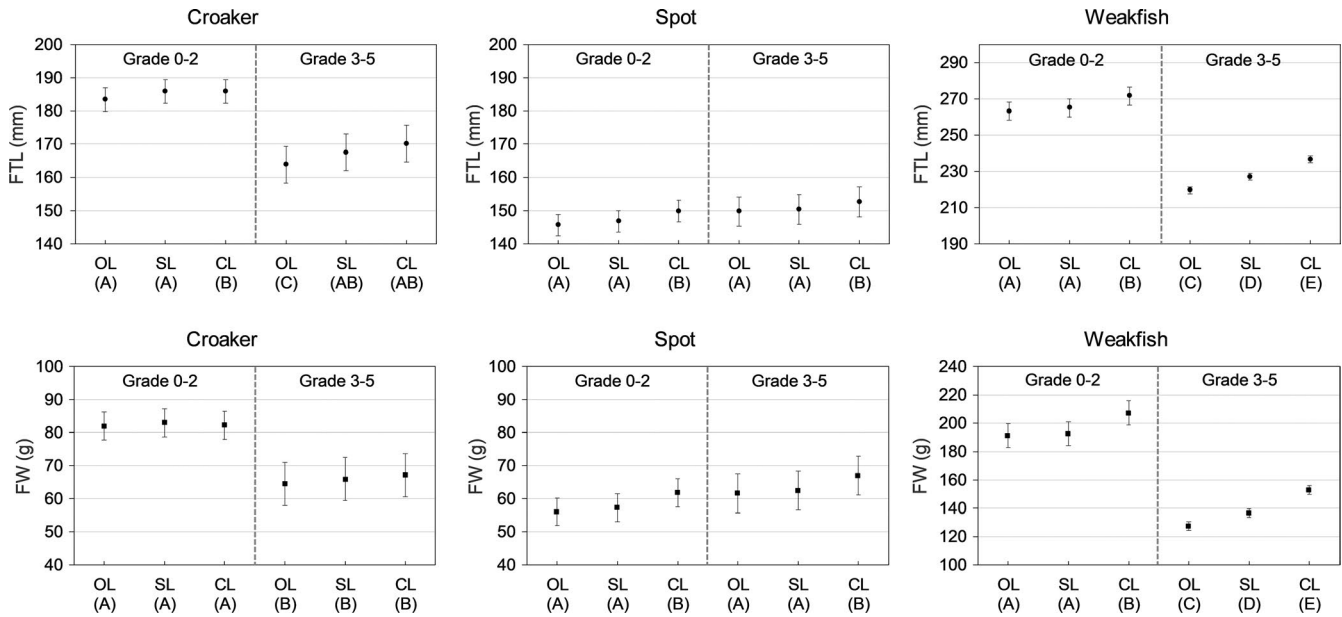 Croaker
Spot
Weakfish
200
190
180
170
160
150
140
FTL (mm)
Grade 0-2
Grade 3-5
OL SL CL OL SL CL
(A) (A) (B) (C) (AB) (AB)
200
190
180
170
160
150
140
FTL (mm)
Grade 0-2
Grade 3-5
OL SL CL OL SL CL
(A) (A) (B) (A) (A) (B)
290
270
250
230
210
190
FTL (mm)
Grade 0-2
Grade 3-5
OL SL CL OL SL CL
(A) (A) (B) (C) (D) (E)
Croaker
Spot
Weakfish
100
90
80
70
60
50
40
FW (g)
Grade 0-2
Grade 3-5
OL SL CL OL SL CL
(A) (A) (A) (B) (B) (B)
100
90
80
70
60
50
40
FW (g)
Grade 0-2
Grade 3-5
OL SL CL OL SL CL
(A) (A) (B) (A) (A) (B)
240
220
200
180
160
140
120
100
FW (g)
Grade 0-2
Grade 3-5
OL SL CL OL SL CL
(A) (A) (B) (C) (D) (E)